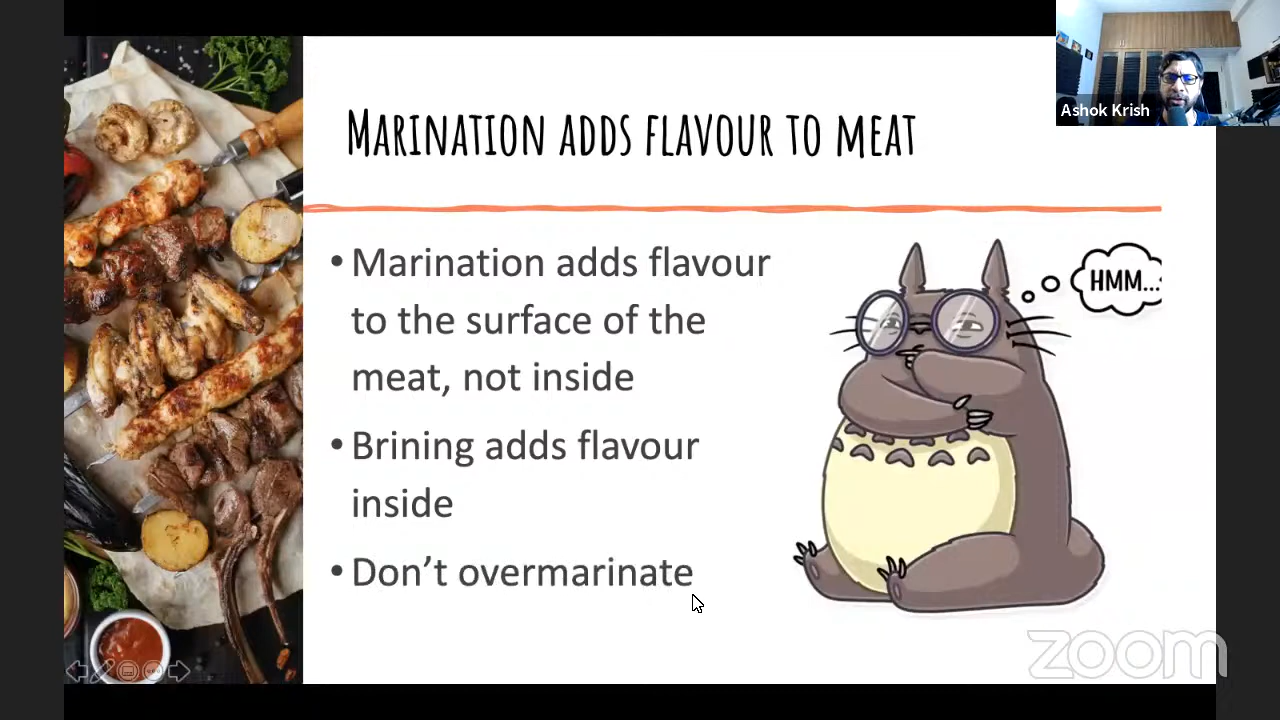 Ashok Krish
MARINATION ADDS FLAVOUR TO MEAT
HMM...
• Marination adds flavour
to the surface of the
meat, not inside
• Brining adds flavour
inside
• Don’t overmarinate
zoom